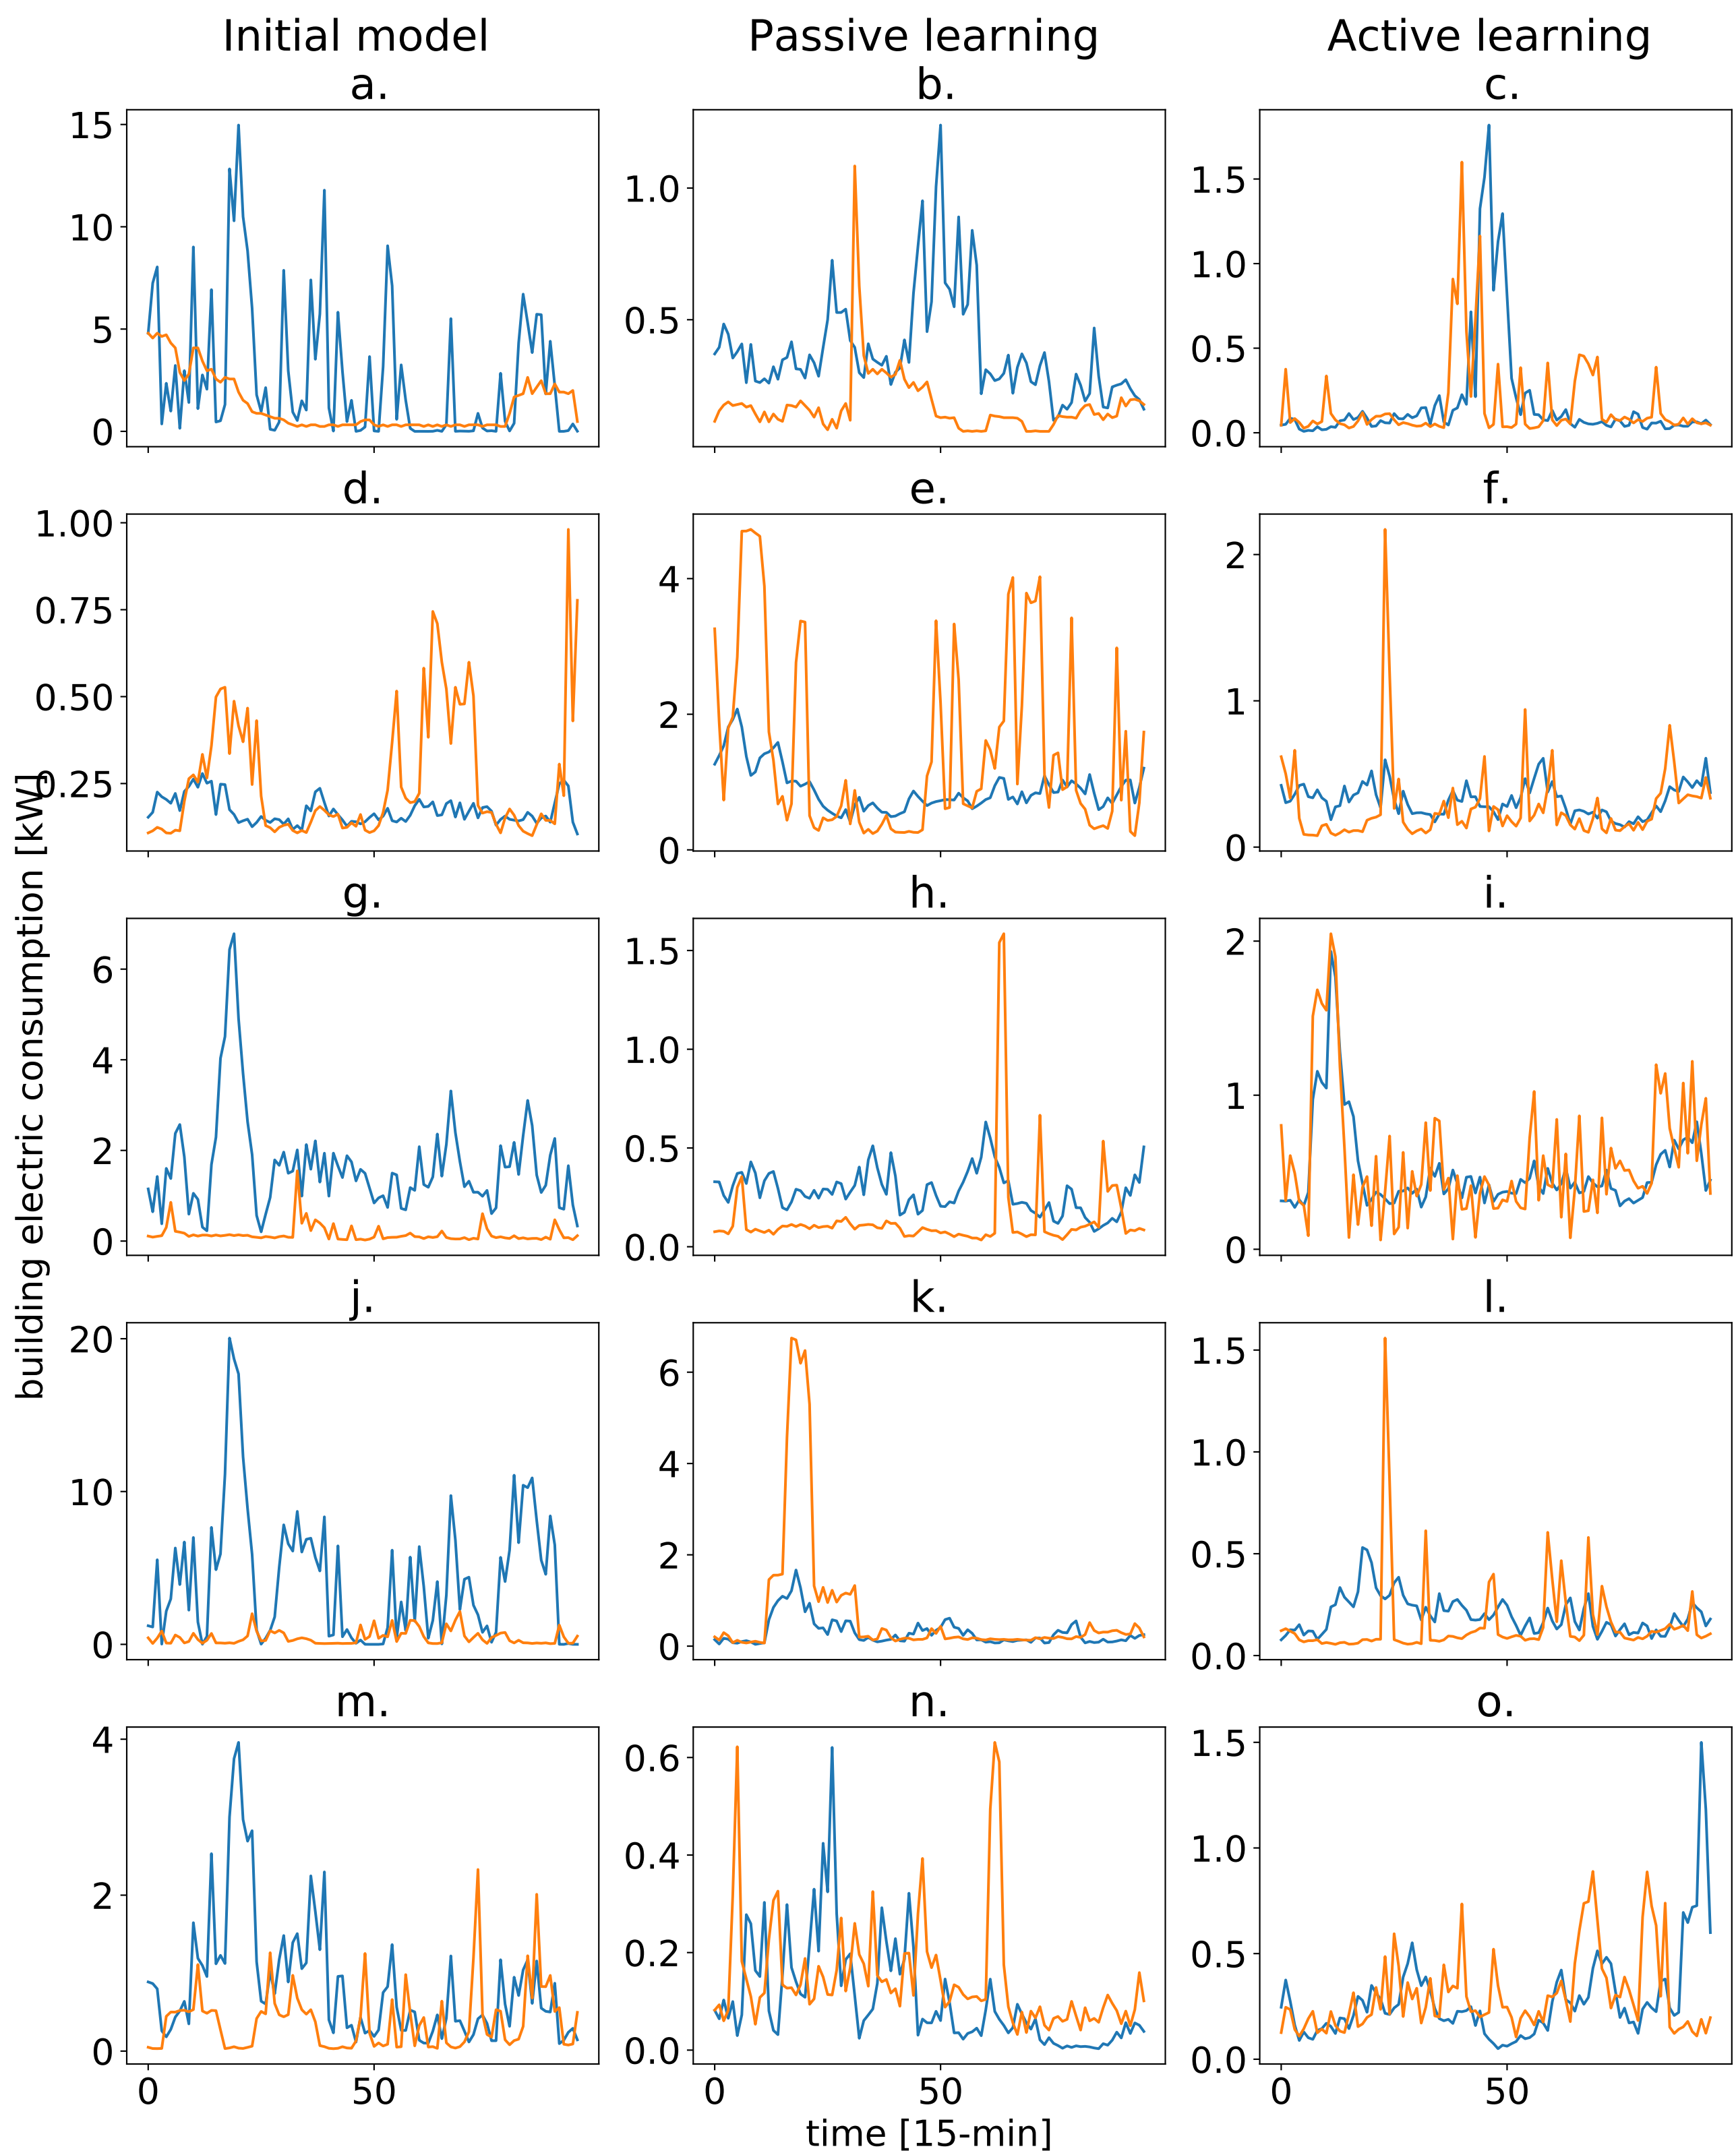 Initial model
Passive learning
Active learning
a.
b.
c.
15
10
5
0
1.0
0.5
1.5
1.0
0.5
0.0
d.
e.
f.
1.00
0.75
0.50
0.25
4
2
0
2
1
0
g.
h.
i.
6
4
2
0
1.5
1.0
0.5
0.0
2
1
0
building electric consumption [kW]
j.
k.
l.
20
10
0
6
4
2
0
1.5
1.0
0.5
0.0
m.
n.
o.
4
2
0
0.6
0.4
0.2
0.0
1.5
1.0
0.5
0.0
0 50
0 50
0 50
time [15-min]